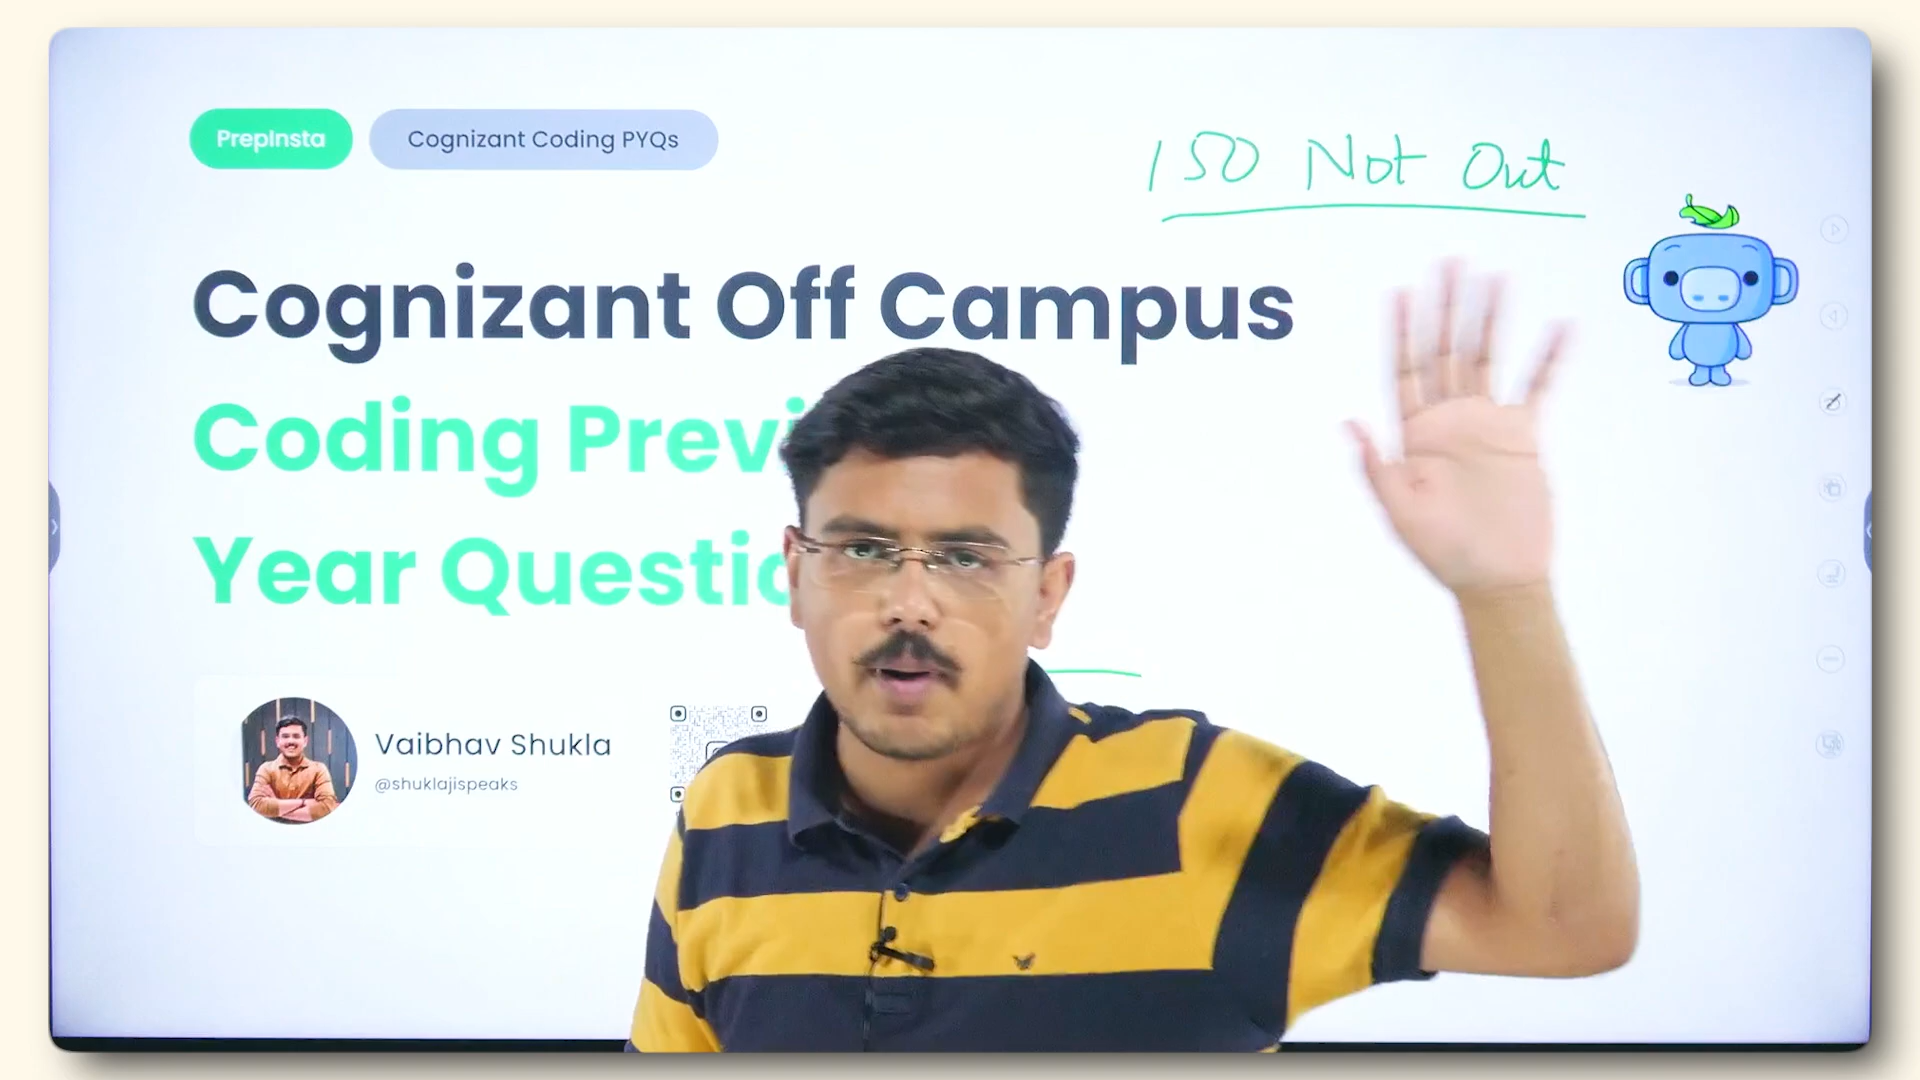 PrepInsta
Cognizant Coding PYQs
150 Not Out
Cognizant Off Campus
Coding Previ
Year Questio
Vaibhav Shukla
@shuklajispeaks